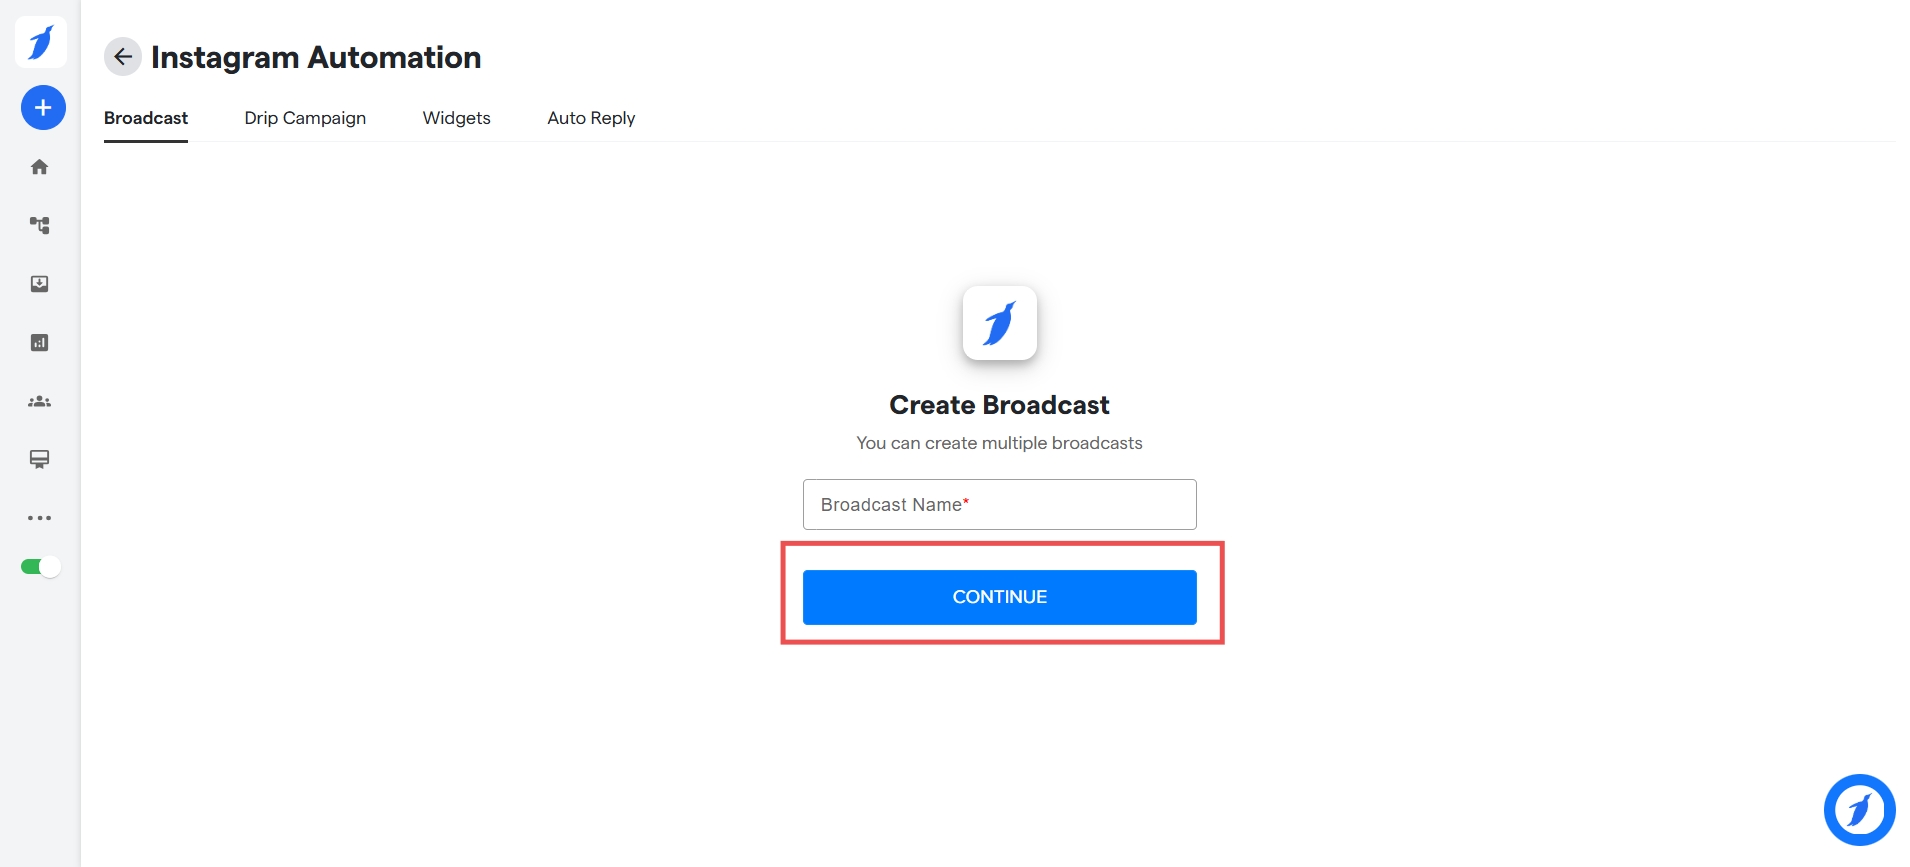 Instagram Automation
Broadcast Drip Campaign Widgets Auto Reply
Create Broadcast
You can create multiple broadcasts
Broadcast Name*
CONTINUE